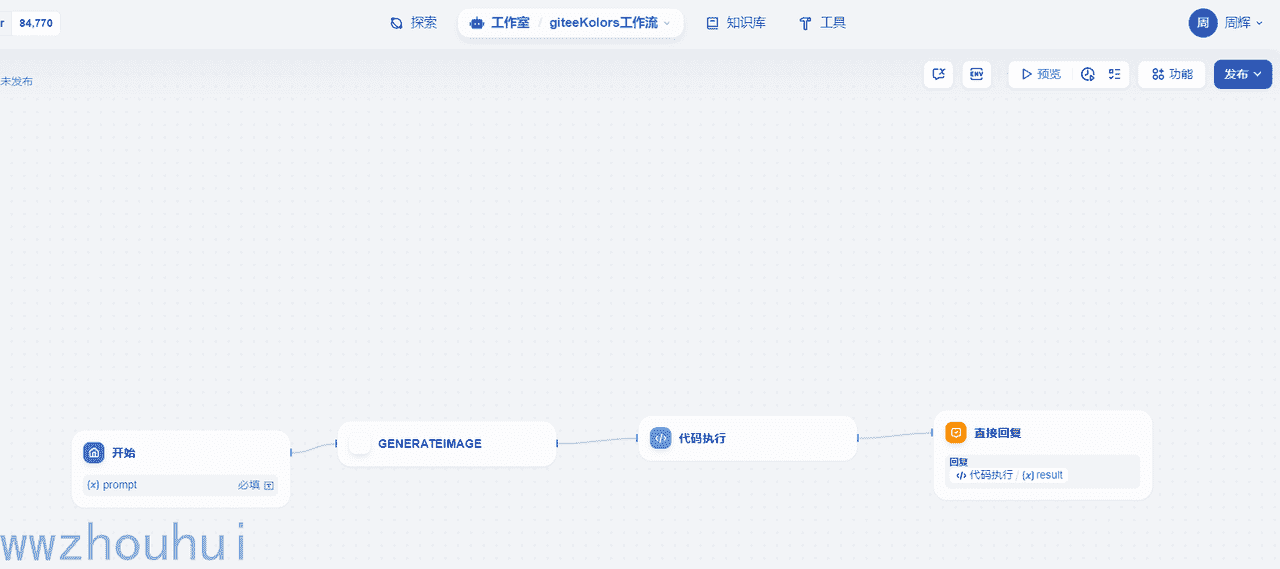 r 84,770 探索 工作室 / giteeKolors工作流 知识库 工具 周 周辉
未发布 ENV 预览 功能 发布
开始
(x) prompt 必填
GENERATEIMAGE
代码执行
直接回复
回复
代码执行 / (x) result
wwzhouhui